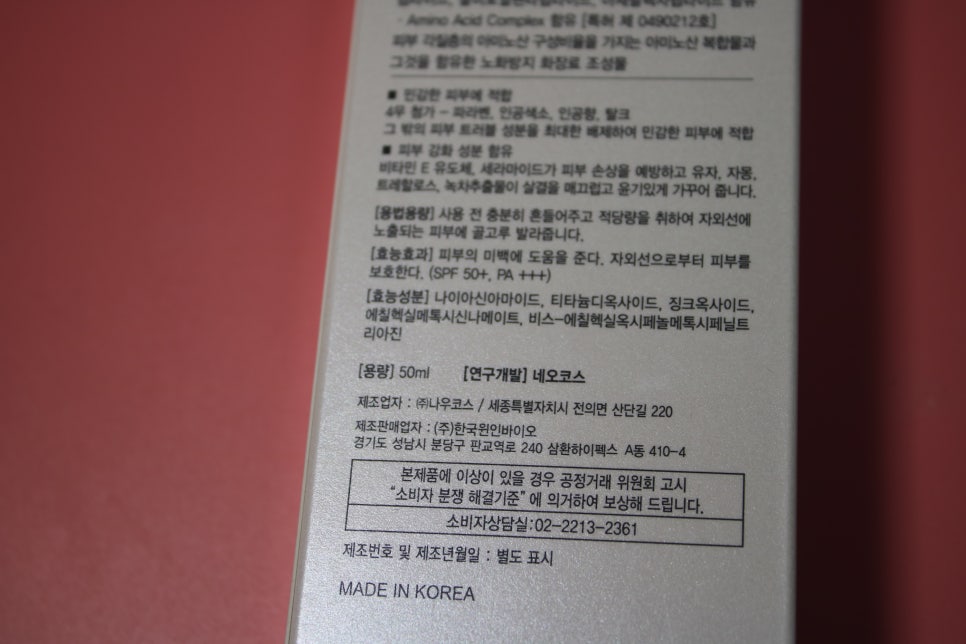 · Amino Acid Complex 함유 [특허 제 0490212호]
피부 각질층의 아미노산 구성비율을 가지는 아미노산 복합물과
그것을 함유한 노화방지 화장료 조성물
■ 민감한 피부에 적합
4무 첨가 - 파라벤, 인공색소, 인공향, 탈크
그 밖의 피부 트러블 성분을 최대한 배제하여 민감한 피부에 적합
■ 피부 강화 성분 함유
비타민 E 유도체, 세라마이드가 피부 손상을 예방하고 유자, 자몽,
트레할로스, 녹차추출물이 살결을 매끄럽고 윤기있게 가꾸어 줍니다.
[용법용량] 사용 전 충분히 흔들어주고 적당량을 취하여 자외선에
노출되는 피부에 골고루 발라줍니다.
[효능효과] 피부의 미백에 도움을 준다. 자외선으로부터 피부를
보호한다. (SPF 50+, PA +++)
[효능성분] 나이아신아마이드, 티타늄디옥사이드, 징크옥사이드,
에칠헥실메톡시신나메이트, 비스-에칠헥실옥시페놀메톡시페닐트
리아진
[용량] 50ml [연구개발] 네오코스
제조업자 : ㈜나우코스 / 세종특별자치시 전의면 산단길 220
제조판매업자 : (주)한국원인바이오
경기도 성남시 분당구 판교역로 240 삼환하이펙스 A동 410-4
본제품에 이상이 있을 경우 공정거래 위원회 고시
"소비자 분쟁 해결기준" 에 의거하여 보상해 드립니다.
소비자상담실:02-2213-2361
제조번호 및 제조년월일 : 별도 표시
MADE IN KOREA